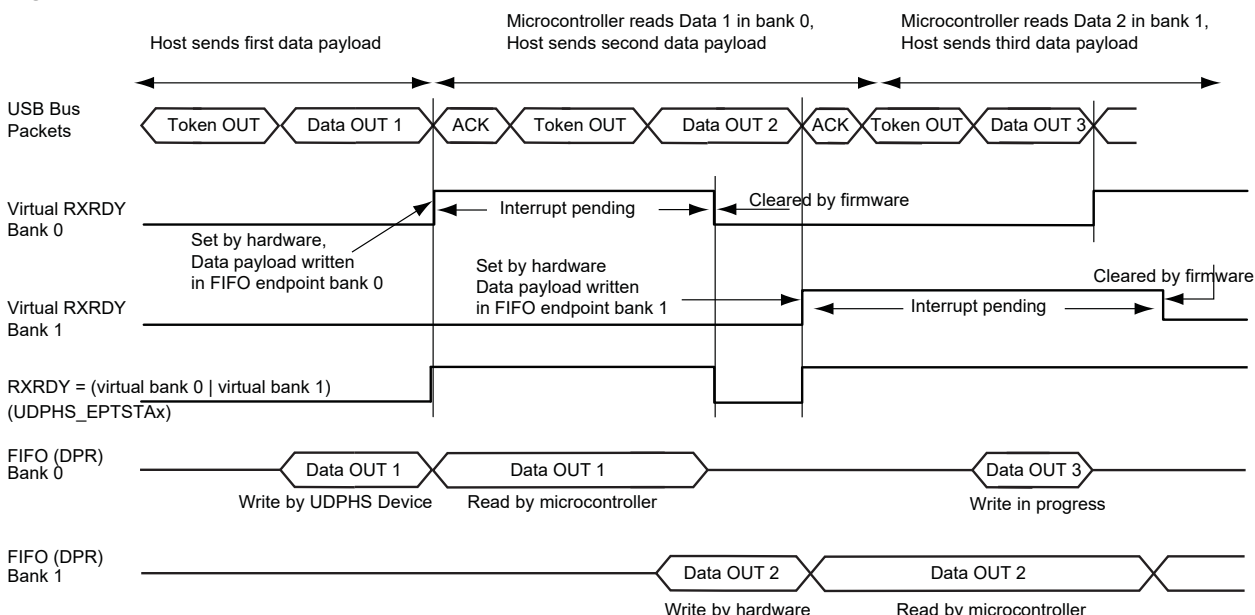 Host sends first data payload
Microcontroller reads Data 1 in bank 0,
Host sends second data payload
Microcontroller reads Data 2 in bank 1,
Host sends third data payload
USB Bus
Packets
Token OUT
Data OUT 1
ACK
Token OUT
Data OUT 2
ACK
Token OUT
Data OUT 3
Virtual RXRDY
Bank 0
Interrupt pending
Cleared by firmware
Set by hardware,
Data payload written
in FIFO endpoint bank 0
Set by hardware
Data payload written
in FIFO endpoint bank 1
Cleared by firmware
Virtual RXRDY
Bank 1
Interrupt pending
RXRDY = (virtual bank 0 | virtual bank 1)
(UDPHS_EPTSTAx)
FIFO (DPR)
Bank 0
Data OUT 1
Data OUT 1
Data OUT 3
Write by UDPHS Device
Read by microcontroller
Write in progress
FIFO (DPR)
Bank 1
Data OUT 2
Data OUT 2
Write by hardware
Read by microcontroller